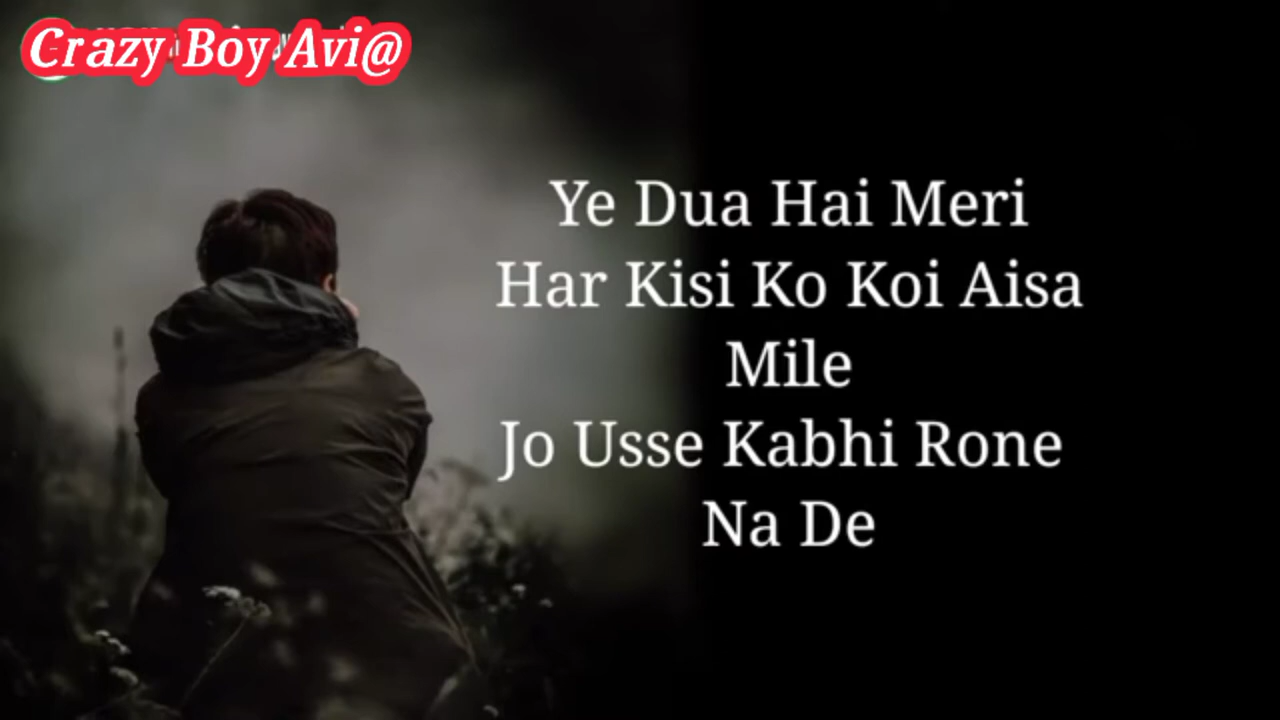 Crazy Boy Avi@
Ye Dua Hai Meri
Har Kisi Ko Koi Aisa
Mile
Jo Usse Kabhi Rone
Na De